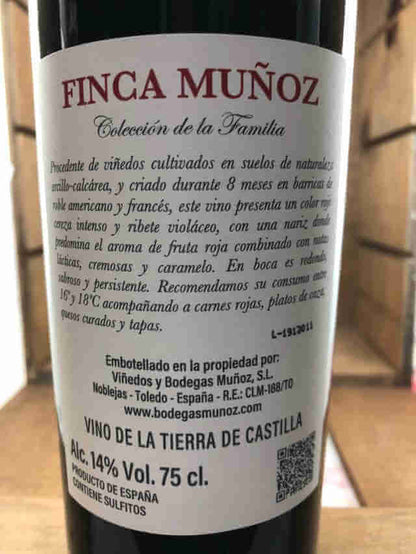 FINCA MUÑOZ
Colección de la Familia
Procedente de viñedos cultivados en suelos de naturaleza
arcillo-calcárea, y criado durante 8 meses en barricas de
roble americano y francés, este vino presenta un color rojo
cereza intenso y ribete violáceo, con una nariz donde
predomina el aroma de fruta roja combinado con notas
lácticas, cremosas y caramelo. En boca es redondo,
sabroso y persistente. Recomendamos su consumo entre
16º y 18ºC acompañando a carnes rojas, platos de caza,
quesos curados y tapas.
L-1912011
Embotellado en la propiedad por:
Viñedos y Bodegas Muñoz, S.L.
Noblejas - Toledo - España - R.E.: CLM-168/TO
www.bodegasmunoz.com
VINO DE LA TIERRA DE CASTILLA
Alc. 14% Vol. 75 cl.
PRODUCTO DE ESPAÑA
CONTIENE SULFITOS